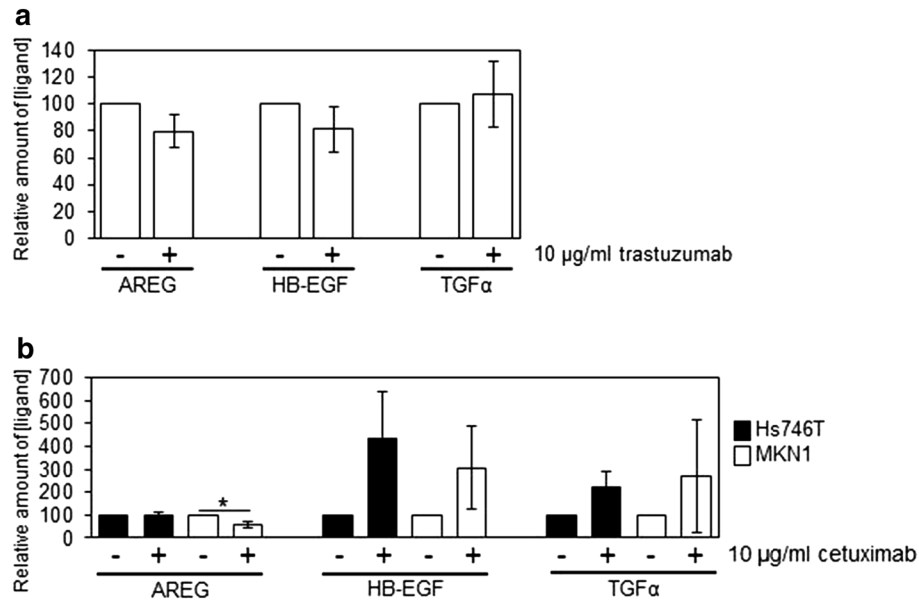 a
Relative amount of [ligand]
140
120
100
80
60
40
20
0
- + - + - + 10 µg/ml trastuzumab
AREG HB-EGF TGFα
b
Relative amount of [ligand]
700
600
500
400
300
200
100
0
*
Hs746T
MKN1
- + - + - + - + - + - + 10 µg/ml cetuximab
AREG HB-EGF TGFα